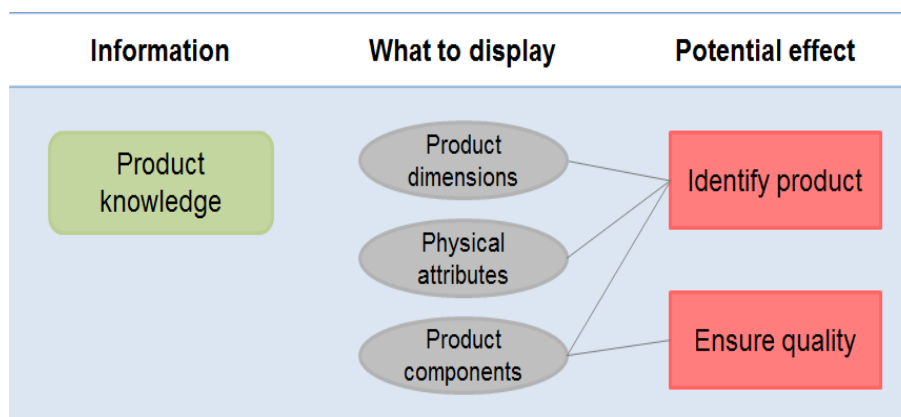 Information
What to display
Potential effect
Product
knowledge
Product
dimensions
Physical
attributes
Product
components
Identify product
Ensure quality